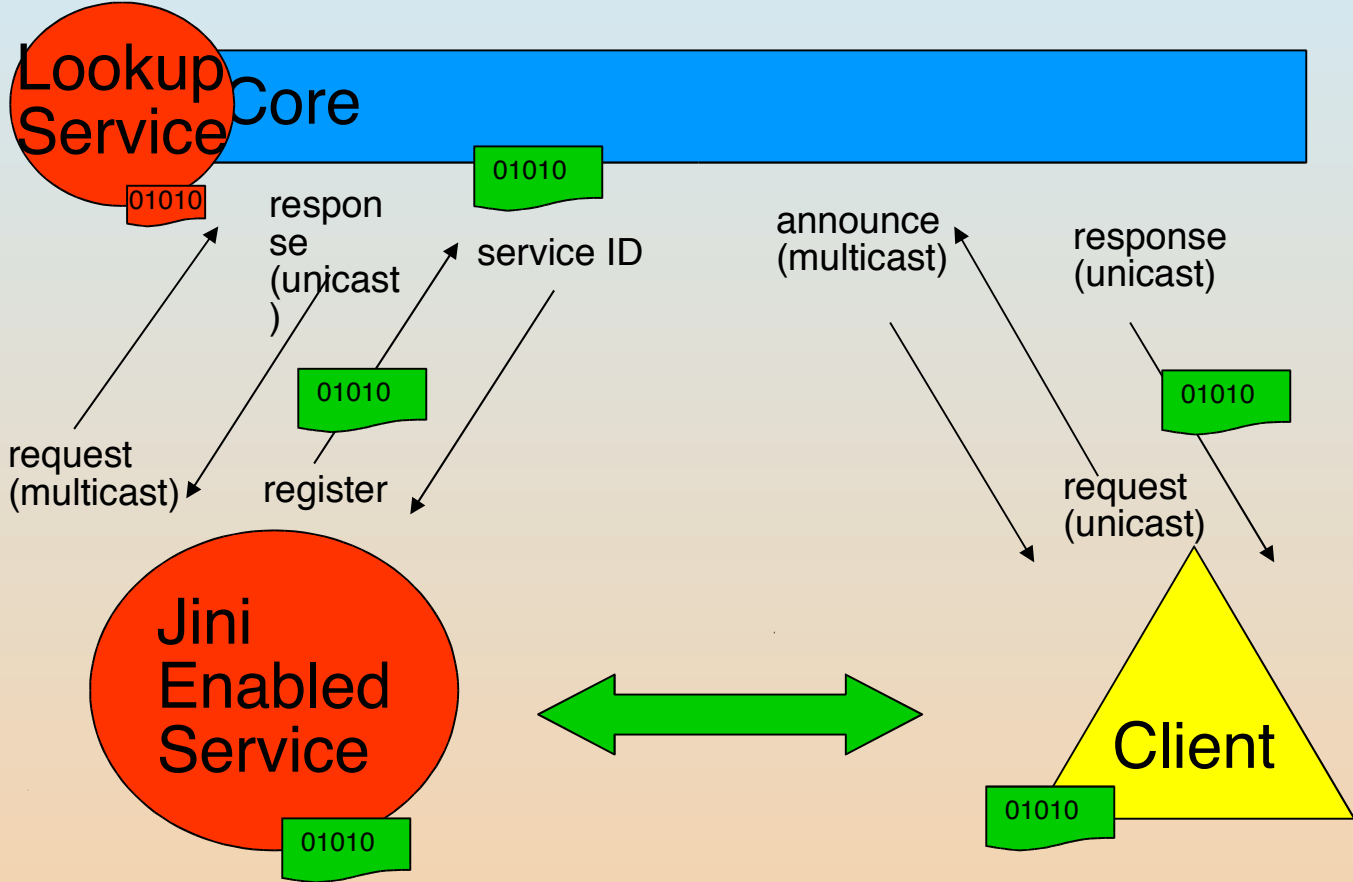 Lookup
Service
Core
01010
01010
respon
se
(unicast
)
service ID
announce
(multicast)
response
(unicast)
01010
01010
request
(multicast)
register
request
(unicast)
Jini
Enabled
Service
Client
01010
01010